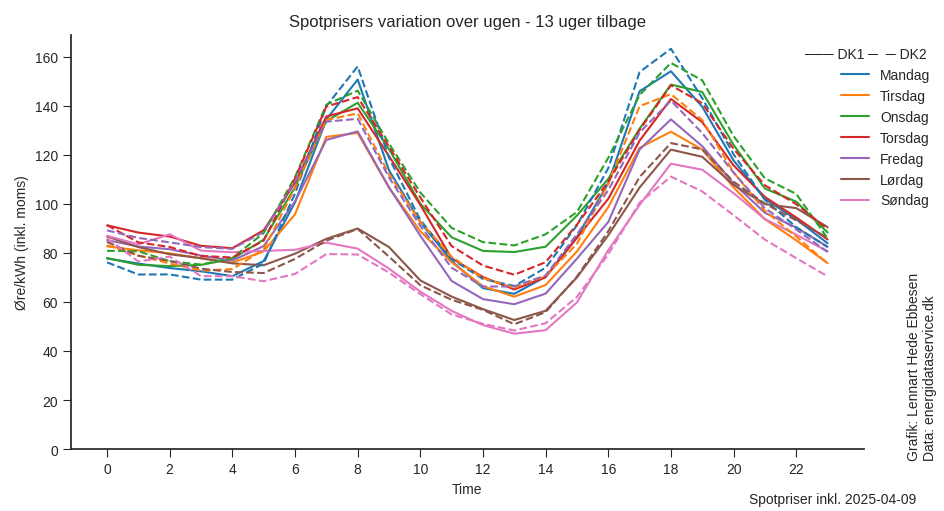 Spotprisers variation over ugen - 13 uger tilbage
Øre/kWh (inkl. moms)
160
140
120
100
80
60
40
20
0
0 2 4 6 8 10 12 14 16 18 20 22
Time
DK1 DK2
Mandag
Tirsdag
Onsdag
Torsdag
Fredag
Lørdag
Søndag
Grafik: Lennart Hede Ebbesen
Data: energidataservice.dk
Spotpriser inkl. 2025-04-09